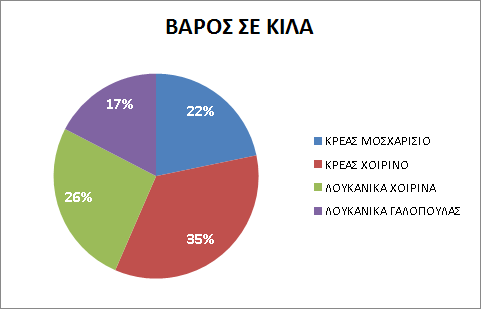 ΒΑΡΟΣ ΣΕ ΚΙΛΑ
17%
22%
26%
35%
ΚΡΕΑΣ ΜΟΣΧΑΡΙΣΙΟ
ΚΡΕΑΣ ΧΟΙΡΙΝΟ
ΛΟΥΚΑΝΙΚΑ ΧΟΙΡΙΝΑ
ΛΟΥΚΑΝΙΚΑ ΓΑΛΟΠΟΥΛΑΣ